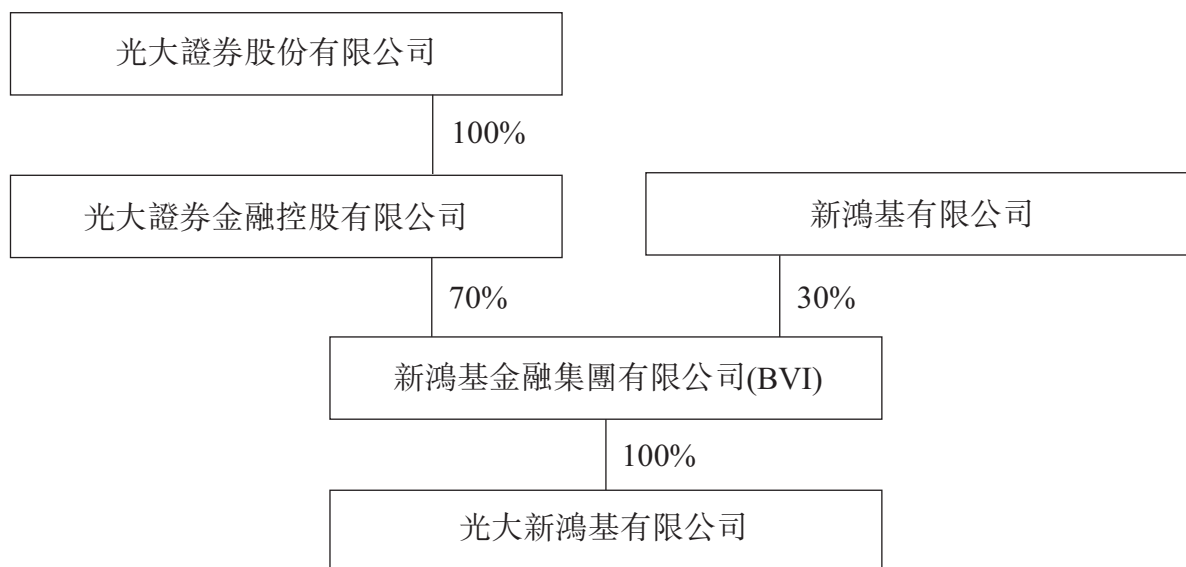 光大證券股份有限公司
100%
光大證券金融控股有限公司
新鴻基有限公司
70%
30%
新鴻基金融集團有限公司(BVI)
100%
光大新鴻基有限公司